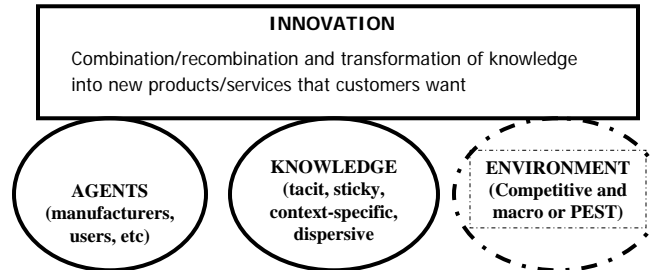 INNOVATION
Combination/recombination and transformation of knowledge
into new products/services that customers want
AGENTS
(manufacturers,
users, etc)
KNOWLEDGE
(tacit, sticky,
context-specific,
dispersive
ENVIRONMENT
(Competitive and
macro or PEST)